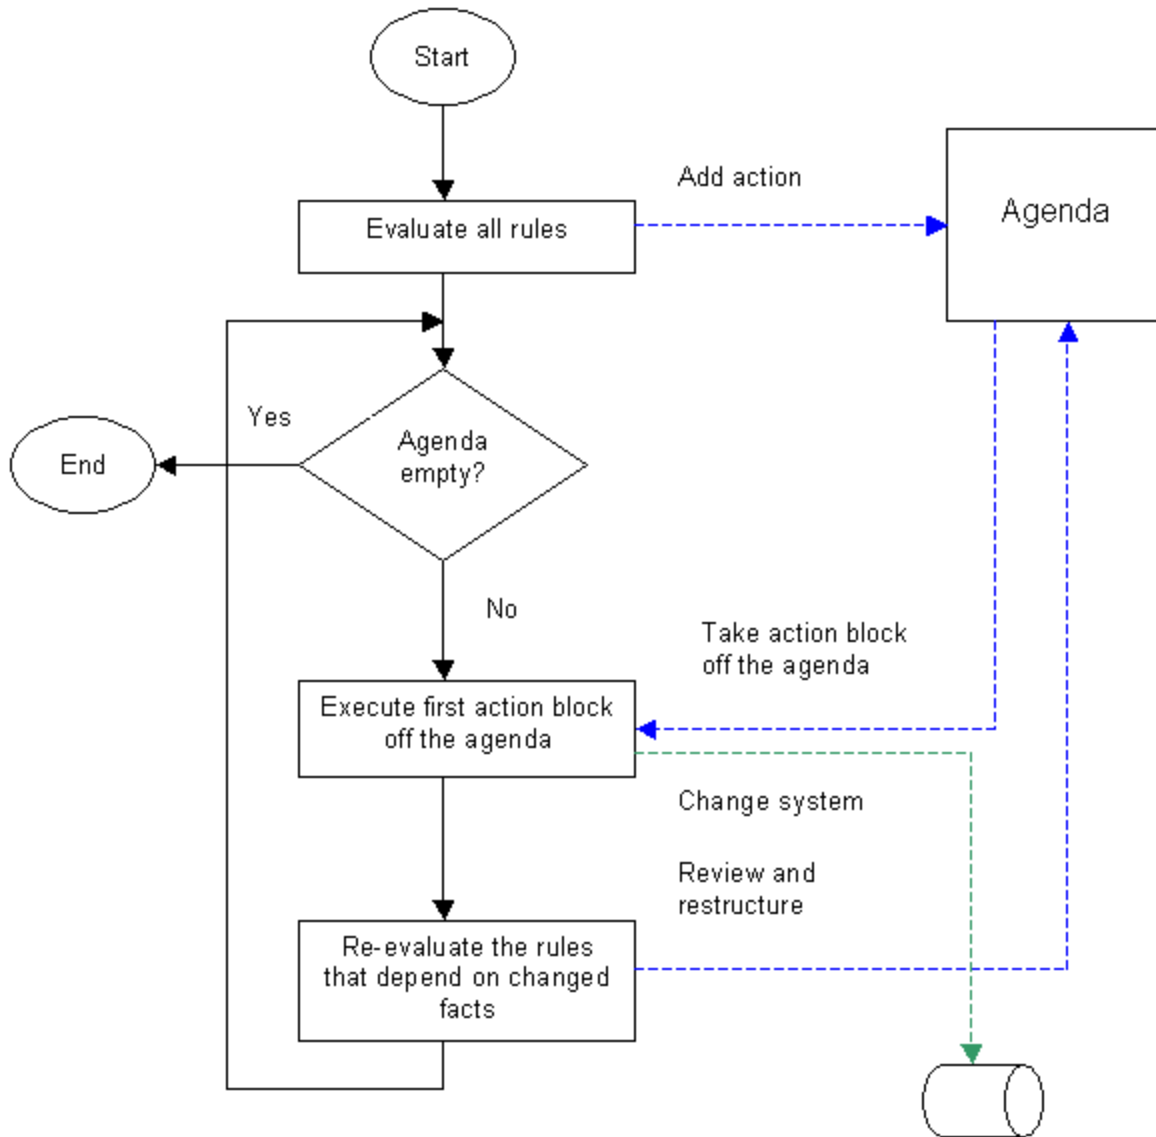 Start
Add action
Agenda
Evaluate all rules
Yes
Agenda
empty?
End
No
Take action block
off the agenda
Execute first action block
off the agenda
Change system
Review and
restructure
Re-evaluate the rules
that depend on changed
facts